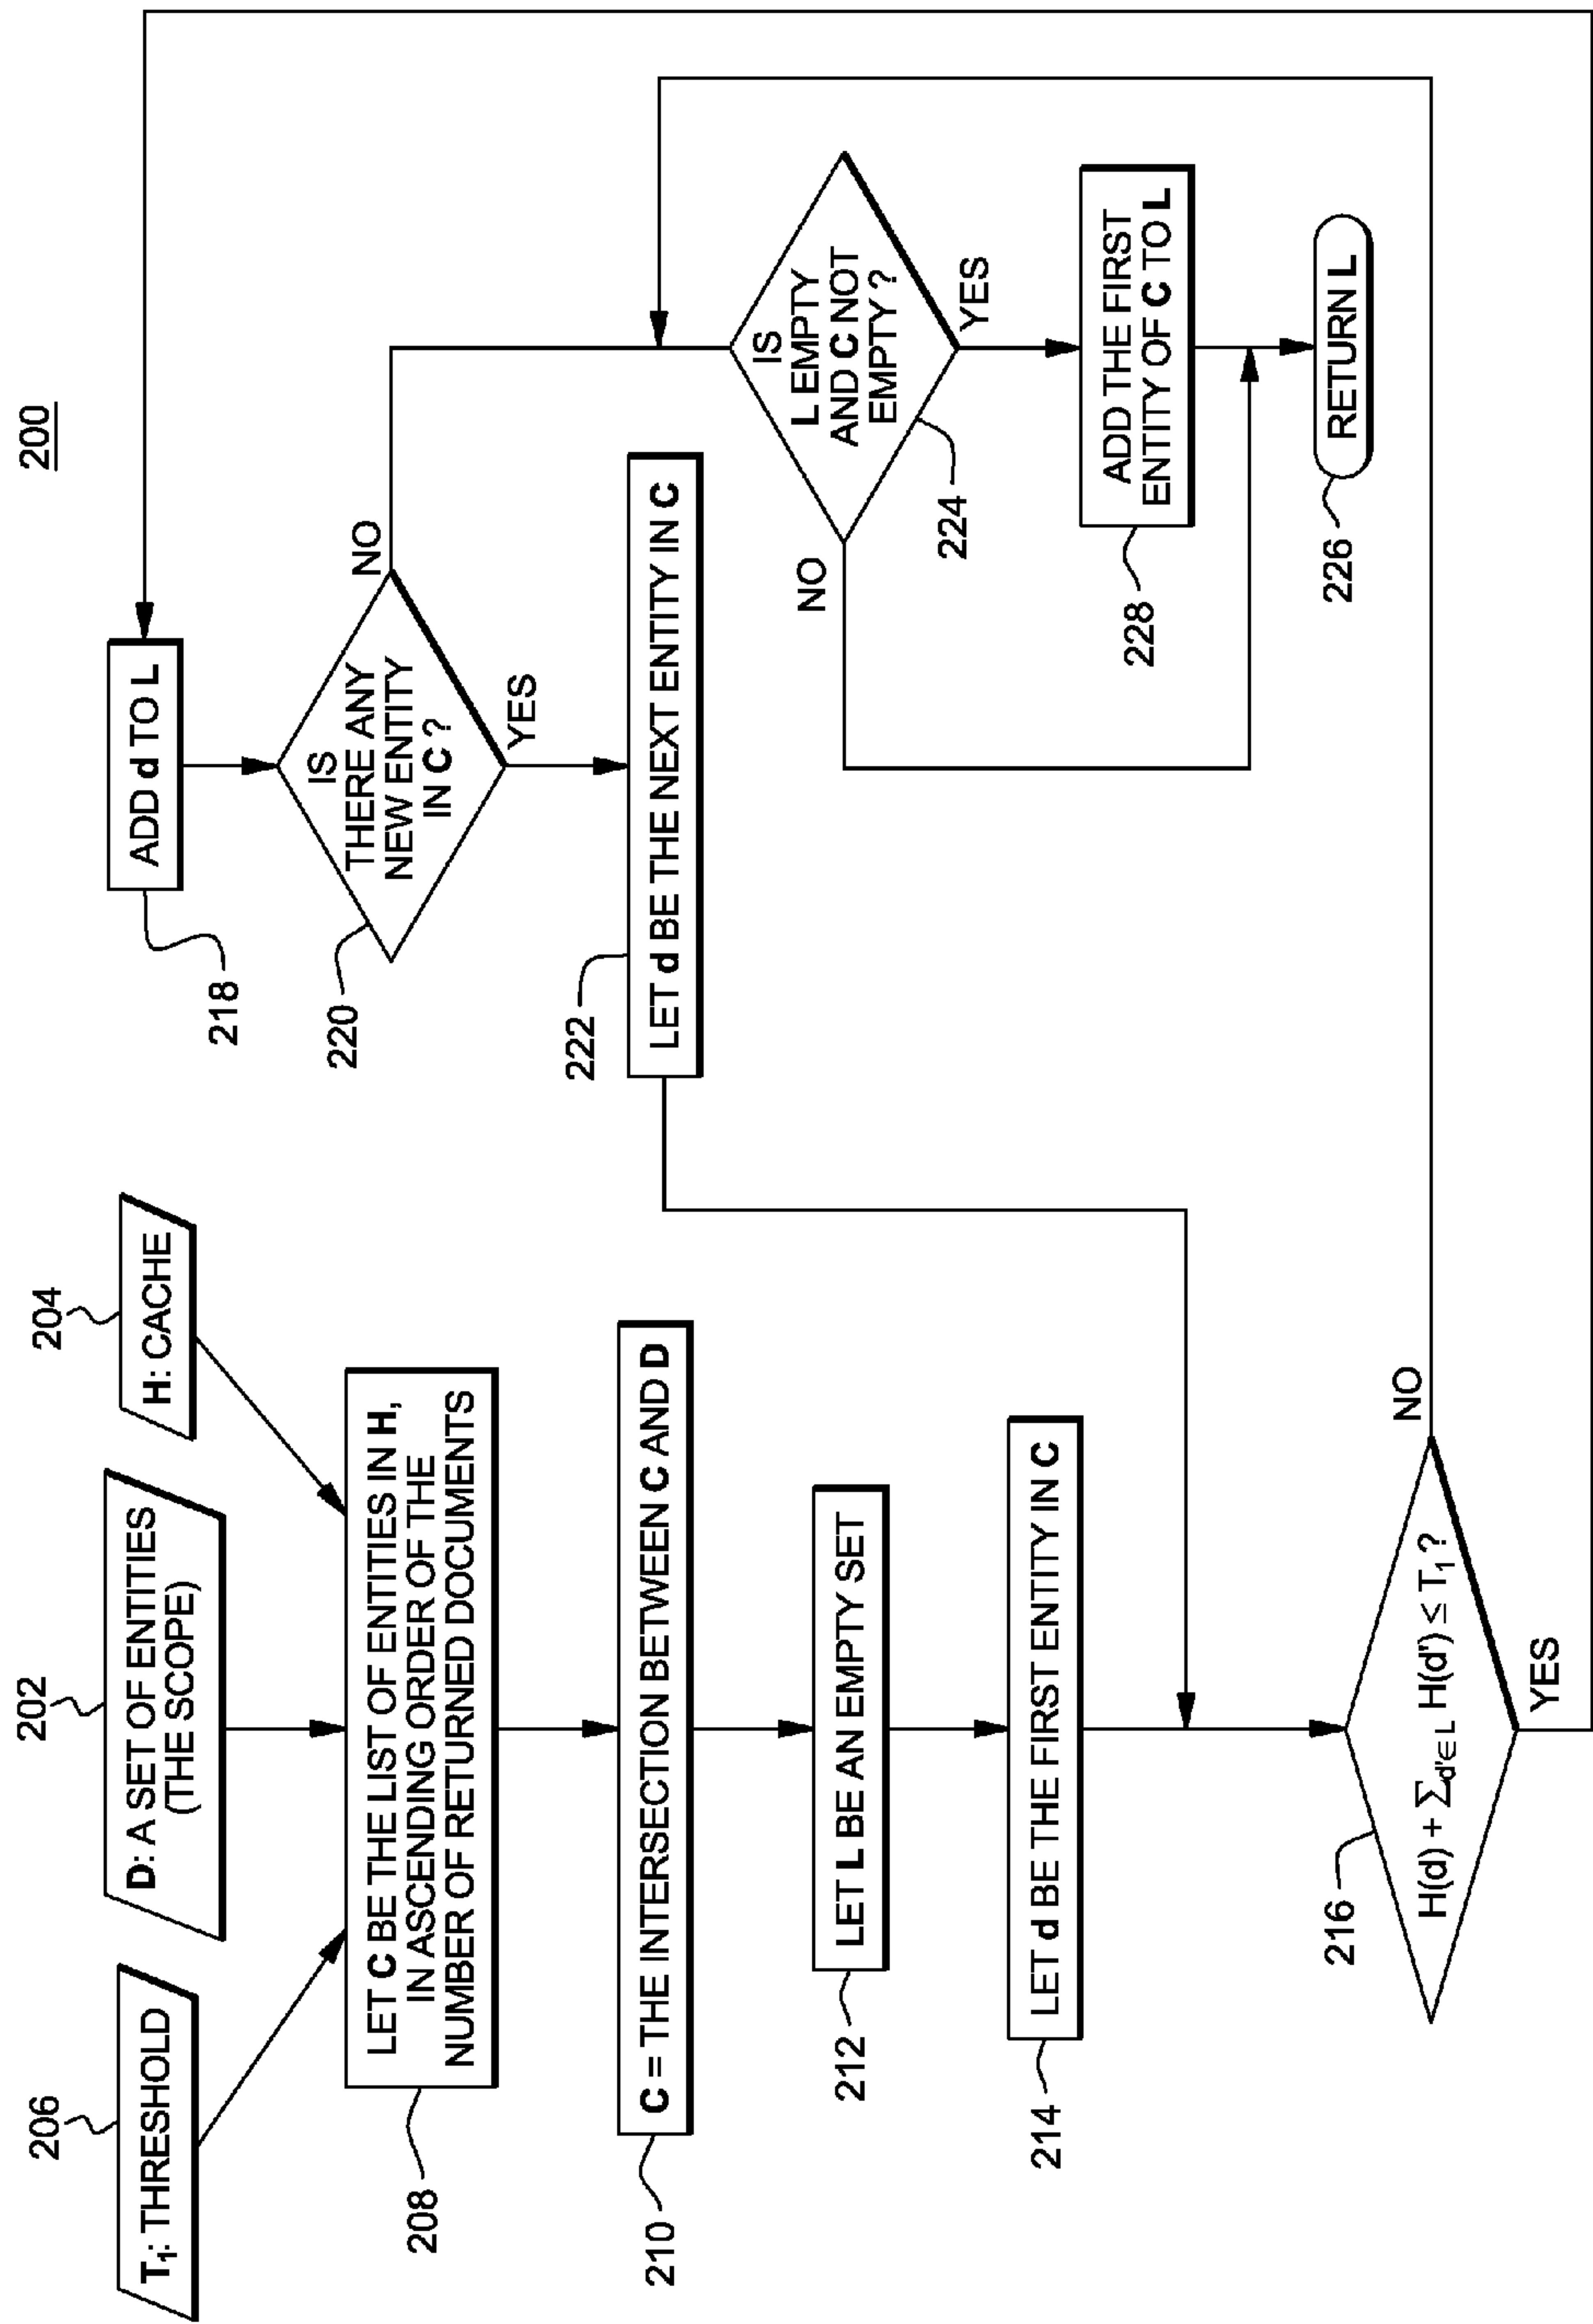 200
206
T1: THRESHOLD
202
D: A SET OF ENTITIES
(THE SCOPE)
204
H: CACHE
208
LET C BE THE LIST OF ENTITIES IN H,
IN ASCENDING ORDER OF THE
NUMBER OF RETURNED DOCUMENTS
210
C = THE INTERSECTION BETWEEN C AND D
212
LET L BE AN EMPTY SET
214
LET d BE THE FIRST ENTITY IN C
216
H(d) + ∑d'∈L H(d') ≤ T1 ?
NO
YES
218
ADD d TO L
220
IS
THERE ANY
NEW ENTITY
IN C ?
NO
YES
222
LET d BE THE NEXT ENTITY IN C
224
IS
L EMPTY
AND C NOT
EMPTY ?
NO
YES
228
ADD THE FIRST
ENTITY OF C TO L
226
RETURN L